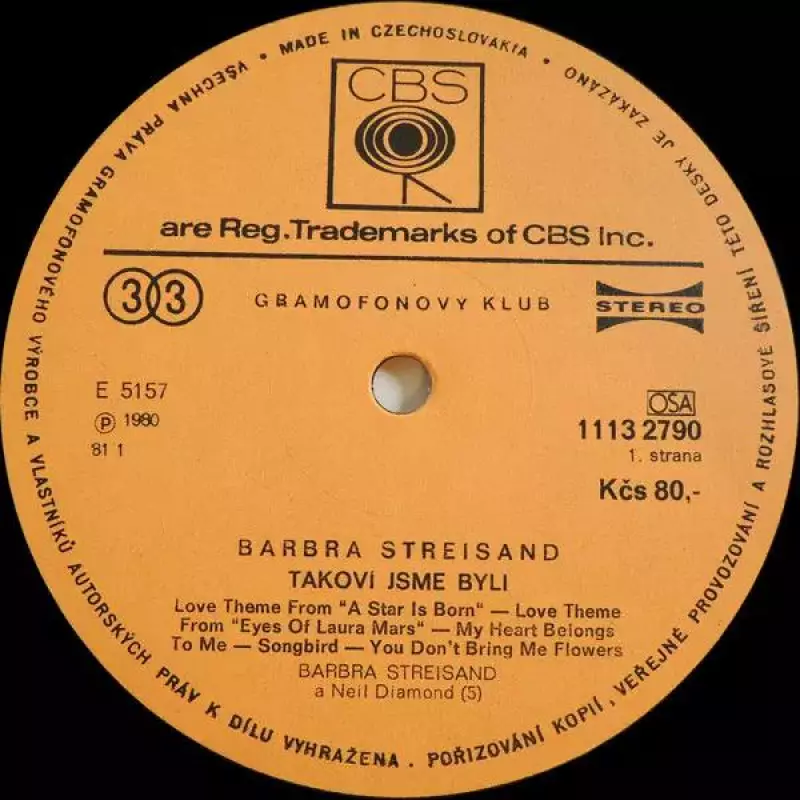 MADE IN CZECHOSLOVAKIA
CBS
are Reg.Trademarks of CBS Inc.
33
GRAMOFONOVY KLUB
STEREO
E 5157
Ⓟ 1980
81 1
OSA
1113 2790
1. strana
Kčs 80,-
BARBRA STREISAND
TAKOVÍ JSME BYLI
Love Theme From "A Star Is Born" — Love Theme
From "Eyes Of Laura Mars" — My Heart Belongs
To Me — Songbird — You Don't Bring Me Flowers
BARBRA STREISAND
a Neil Diamond (5)
VŠECHNA PRÁVA GRAMOFONOVÉHO VÝROBCE A VLASTNÍKŮ AUTORSKÝCH PRÁV K DÍLU VYHRAŽENA. POŘIZOVÁNÍ KOPIÍ, VEŘEJNÉ PROVOZOVÁNÍ A ROZHLASOVÉ ŠÍŘENÍ TÉTO DESKY JE ZAKÁZÁNO